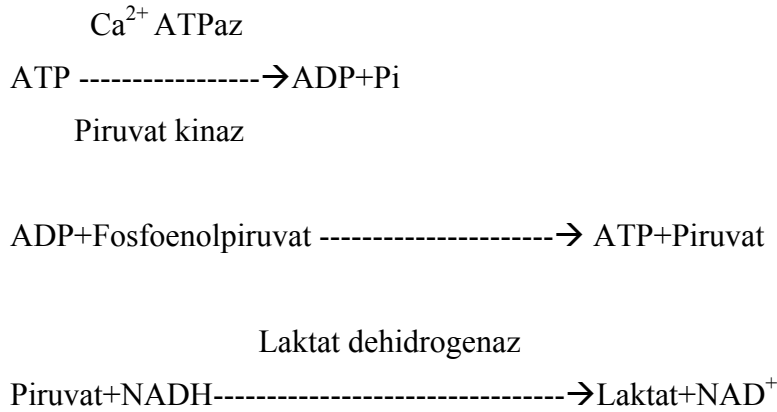 Ca²⁺ ATPaz
ATP -----------------→ADP+Pi
Piruvat kinaz
ADP+Fosfoenolpiruvat ----------------------→ ATP+Piruvat
Laktat dehidrogenaz
Piruvat+NADH---------------------------------→Laktat+NAD⁺